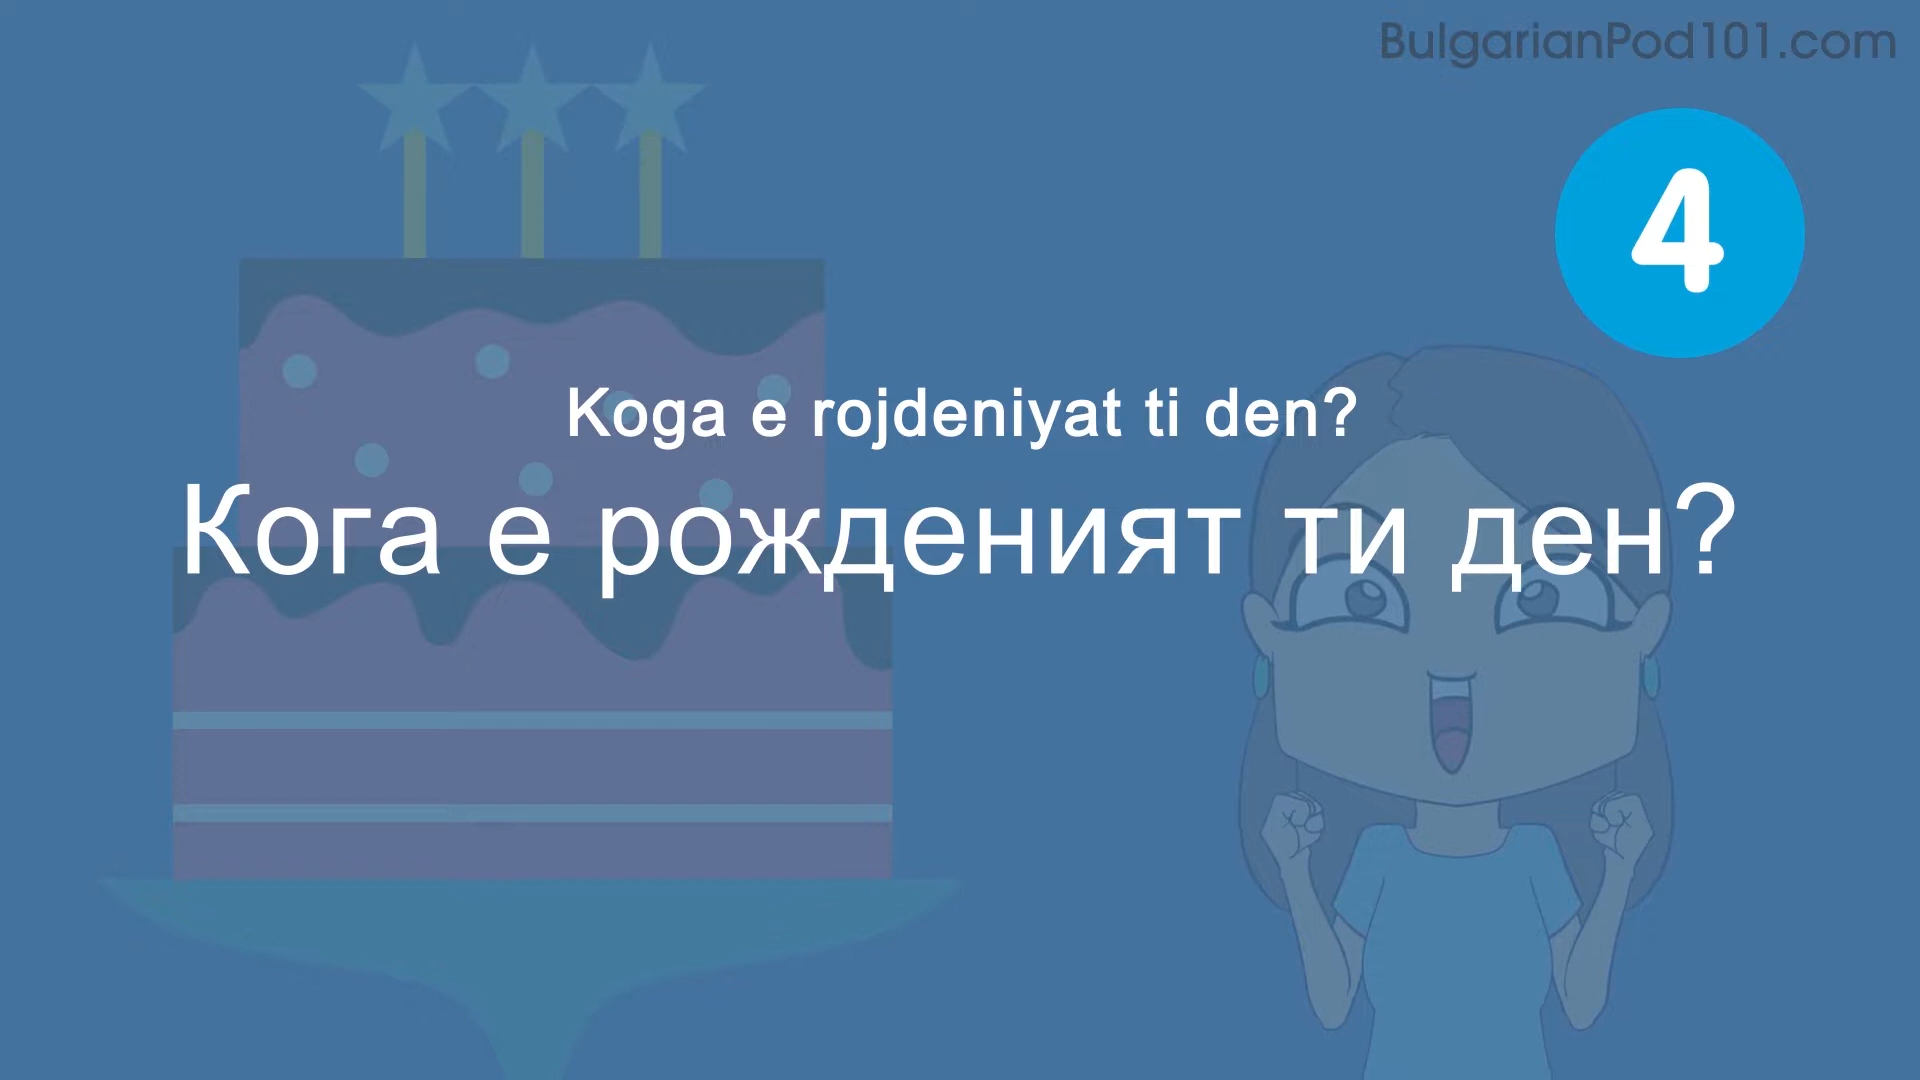 BulgarianPod101.com
4
Koga e rojdeniyat ti den?
Кога е рожденият ти ден?